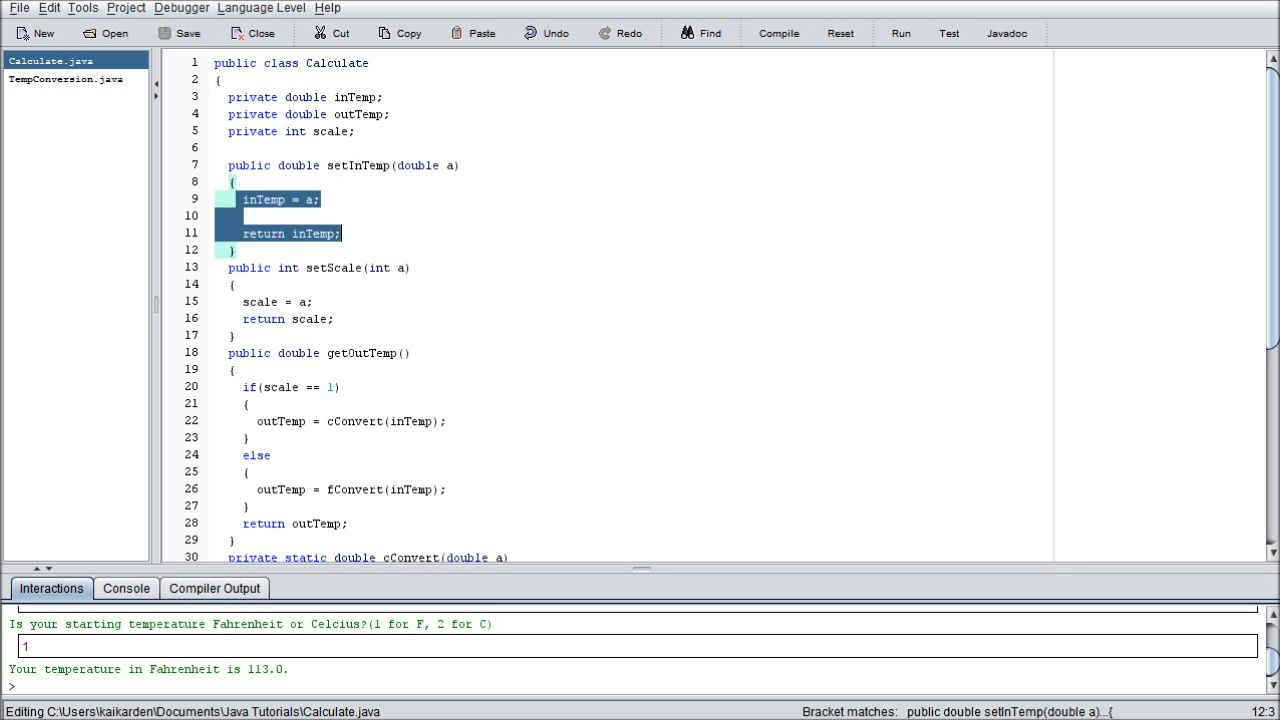 File Edit Tools Project Debugger Language Level Help
New Open Save Close Cut Copy Paste Undo Redo Find Compile Reset Run Test Javadoc
Calculate.java
TempConversion.java
1 public class Calculate
2 {
3 private double inTemp;
4 private double outTemp;
5 private int scale;
6
7 public double setInTemp(double a)
8 {
9 inTemp = a;
10
11 return inTemp;
12 }
13 public int setScale(int a)
14 {
15 scale = a;
16 return scale;
17 }
18 public double getOutTemp()
19 {
20 if(scale == 1)
21 {
22 outTemp = cConvert(inTemp);
23 }
24 else
25 {
26 outTemp = fConvert(inTemp);
27 }
28 return outTemp;
29 }
30 private static double cConvert(double a)
Interactions Console Compiler Output
Is your starting temperature Fahrenheit or Celcius?(1 for F, 2 for C)
1
Your temperature in Fahrenheit is 113.0.
>
Editing C:\Users\kaikarden\Documents\Java Tutorials\Calculate.java Bracket matches: public double setInTemp(double a)...{ 12:3